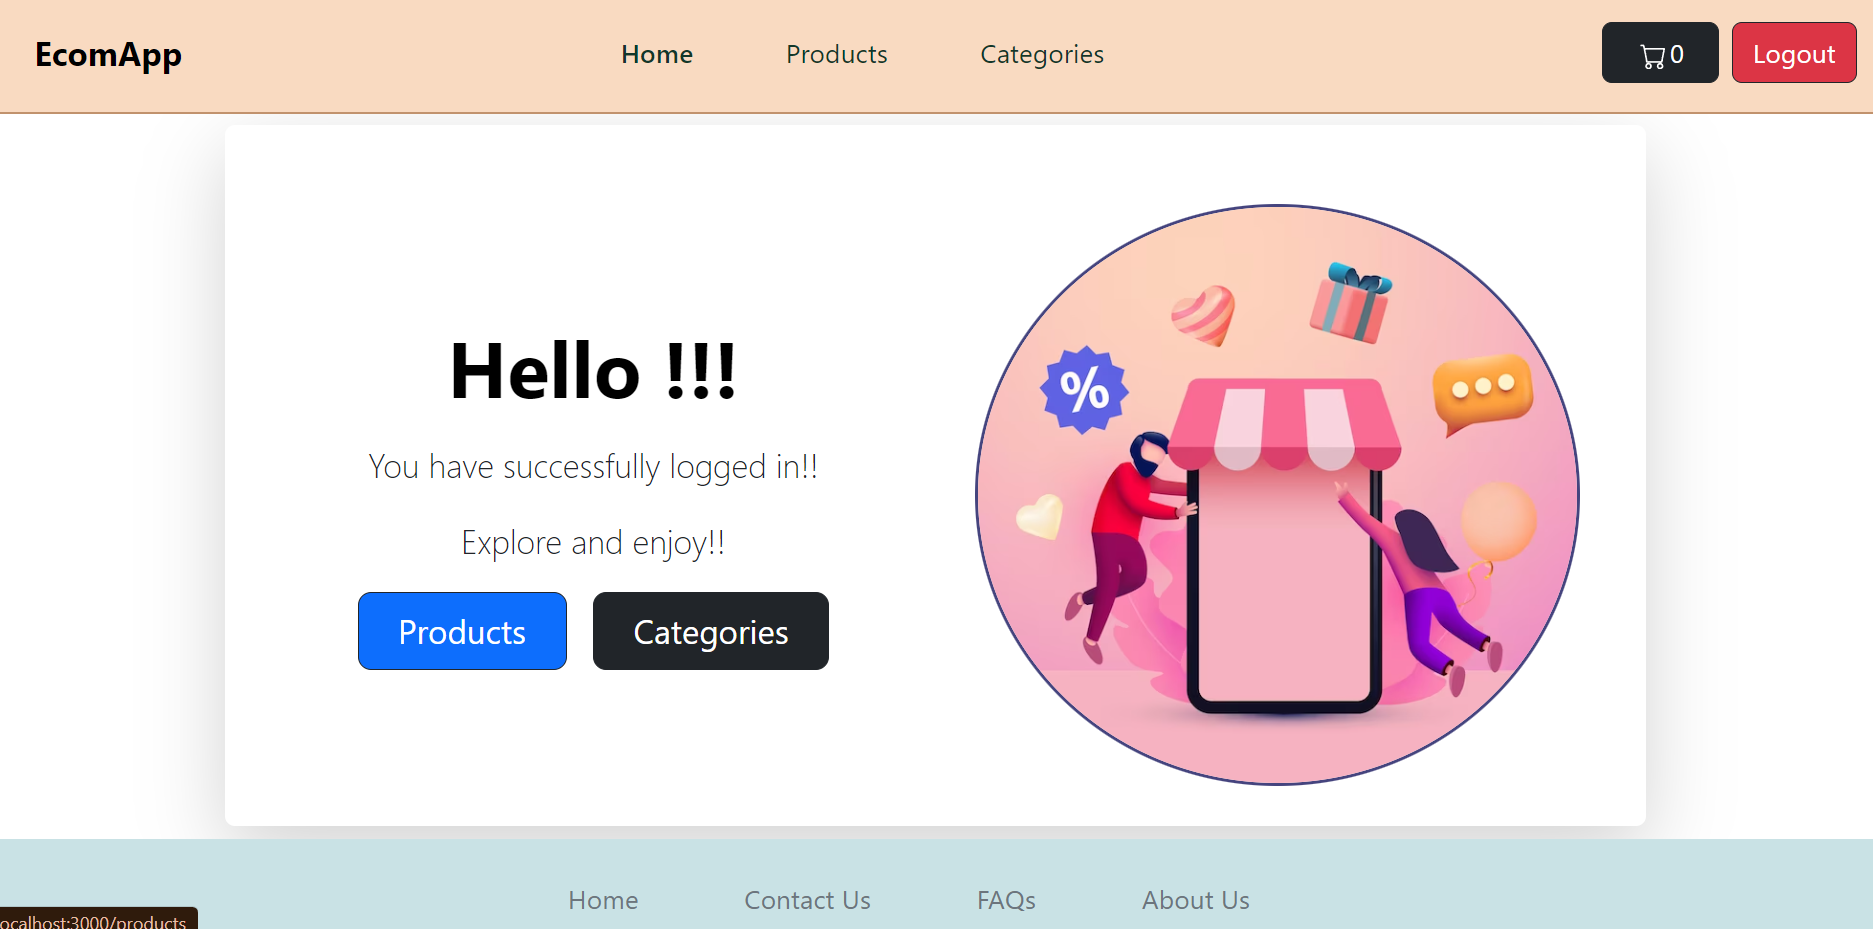 EcomApp Home Products Categories 0 Logout
Hello !!!
You have successfully logged in!!
Explore and enjoy!!
Products Categories
%
Home Contact Us FAQs About Us
ocalhost:3000/products